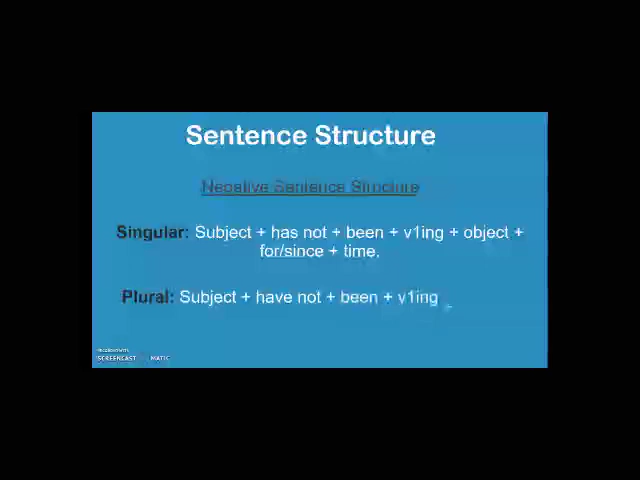 Sentence Structure
Negative Sentence Structure
Singular: Subject + has not + been + v1ing + object +
for/since + time.
Plural: Subject + have not + been + v1ing
SCREENCAST MATIC